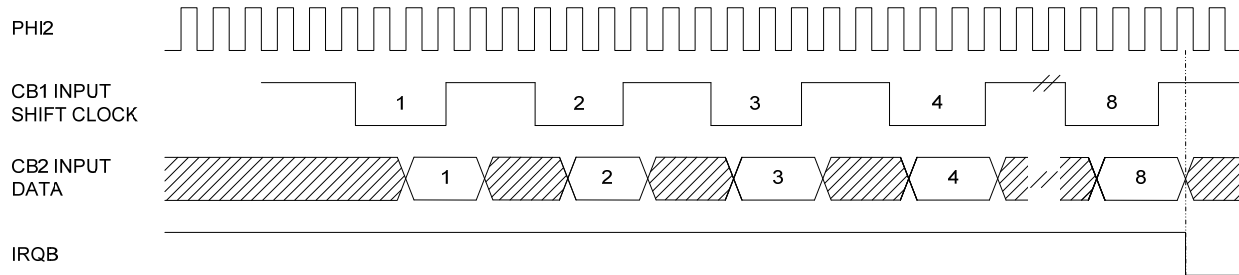 PHI2
CB1 INPUT
SHIFT CLOCK
1 2 3 4 8
CB2 INPUT
DATA
1 2 3 4 8
IRQB